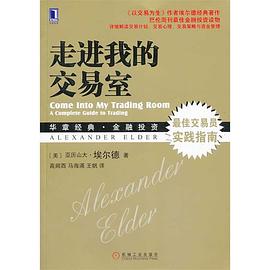 《以交易为生》作者埃尔德经典著作
巴伦周刊最佳金融投资读物
详细解读交易计划、交易心理、交易策略与资金管理
走进我的
交易室
Come Into My Trading Room
A Complete Guide to Trading
华章经典·金融投资
ALEXANDER ELDER
最佳交易员
实践指南
[美] 亚历山大·埃尔德 著
译
Alexander
Elder
机械工业出版社